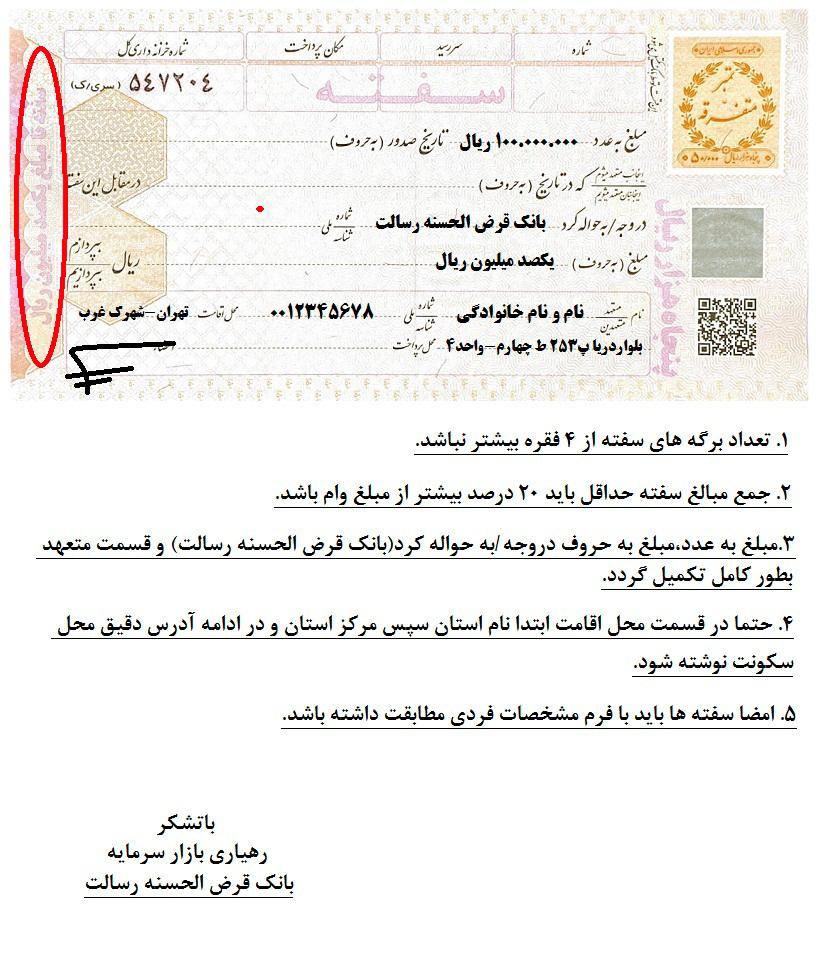 شماره
سررسید
مکان پرداخت
شماره خزانه داری کل
سفته
۵۴۷۲۰۴ (سری/ک)
جمهوری اسلامی ایران
تمبر
متفرقه
۵۰/۰۰۰
پنجاه هزار ریال
سفته تا مبلغ یکصد میلیون ریال
مبلغ به عدد ۱۰۰.۰۰۰.۰۰۰ ریال تاریخ صدور (به حروف)
اینجانب متعهد میشوم
اینجانبان متعهد میشویم
که در تاریخ (به حروف) در مقابل این سفته
در وجه/به حواله کرد بانک قرض الحسنه رسالت شماره ملی
شناسه
مبلغ (به حروف) یکصد میلیون ریال ریال بپردازم
بپردازیم
نام متعهد نام و نام خانوادگی شماره ملی ۰۰۱۲۳۴۵۶۷۸ محل اقامت تهران-شهرک غرب
متعهدین شناسه
بلواردریا پ۲۵۳ ط چهارم-واحد۴ محل پرداخت
پنجاه هزار ریال
۱. تعداد برگه های سفته از ۴ فقره بیشتر نباشد.
۲. جمع مبالغ سفته حداقل باید ۲۰ درصد بیشتر از مبلغ وام باشد.
۳.مبلغ به عدد،مبلغ به حروف دروجه /به حواله کرد(بانک قرض الحسنه رسالت) و قسمت متعهد
بطور کامل تکمیل گردد.
۴. حتما در قسمت محل اقامت ابتدا نام استان سپس مرکز استان و در ادامه آدرس دقیق محل
سکونت نوشته شود.
۵. امضا سفته ها باید با فرم مشخصات فردی مطابقت داشته باشد.
باتشکر
رهیاری بازار سرمایه
بانک قرض الحسنه رسالت